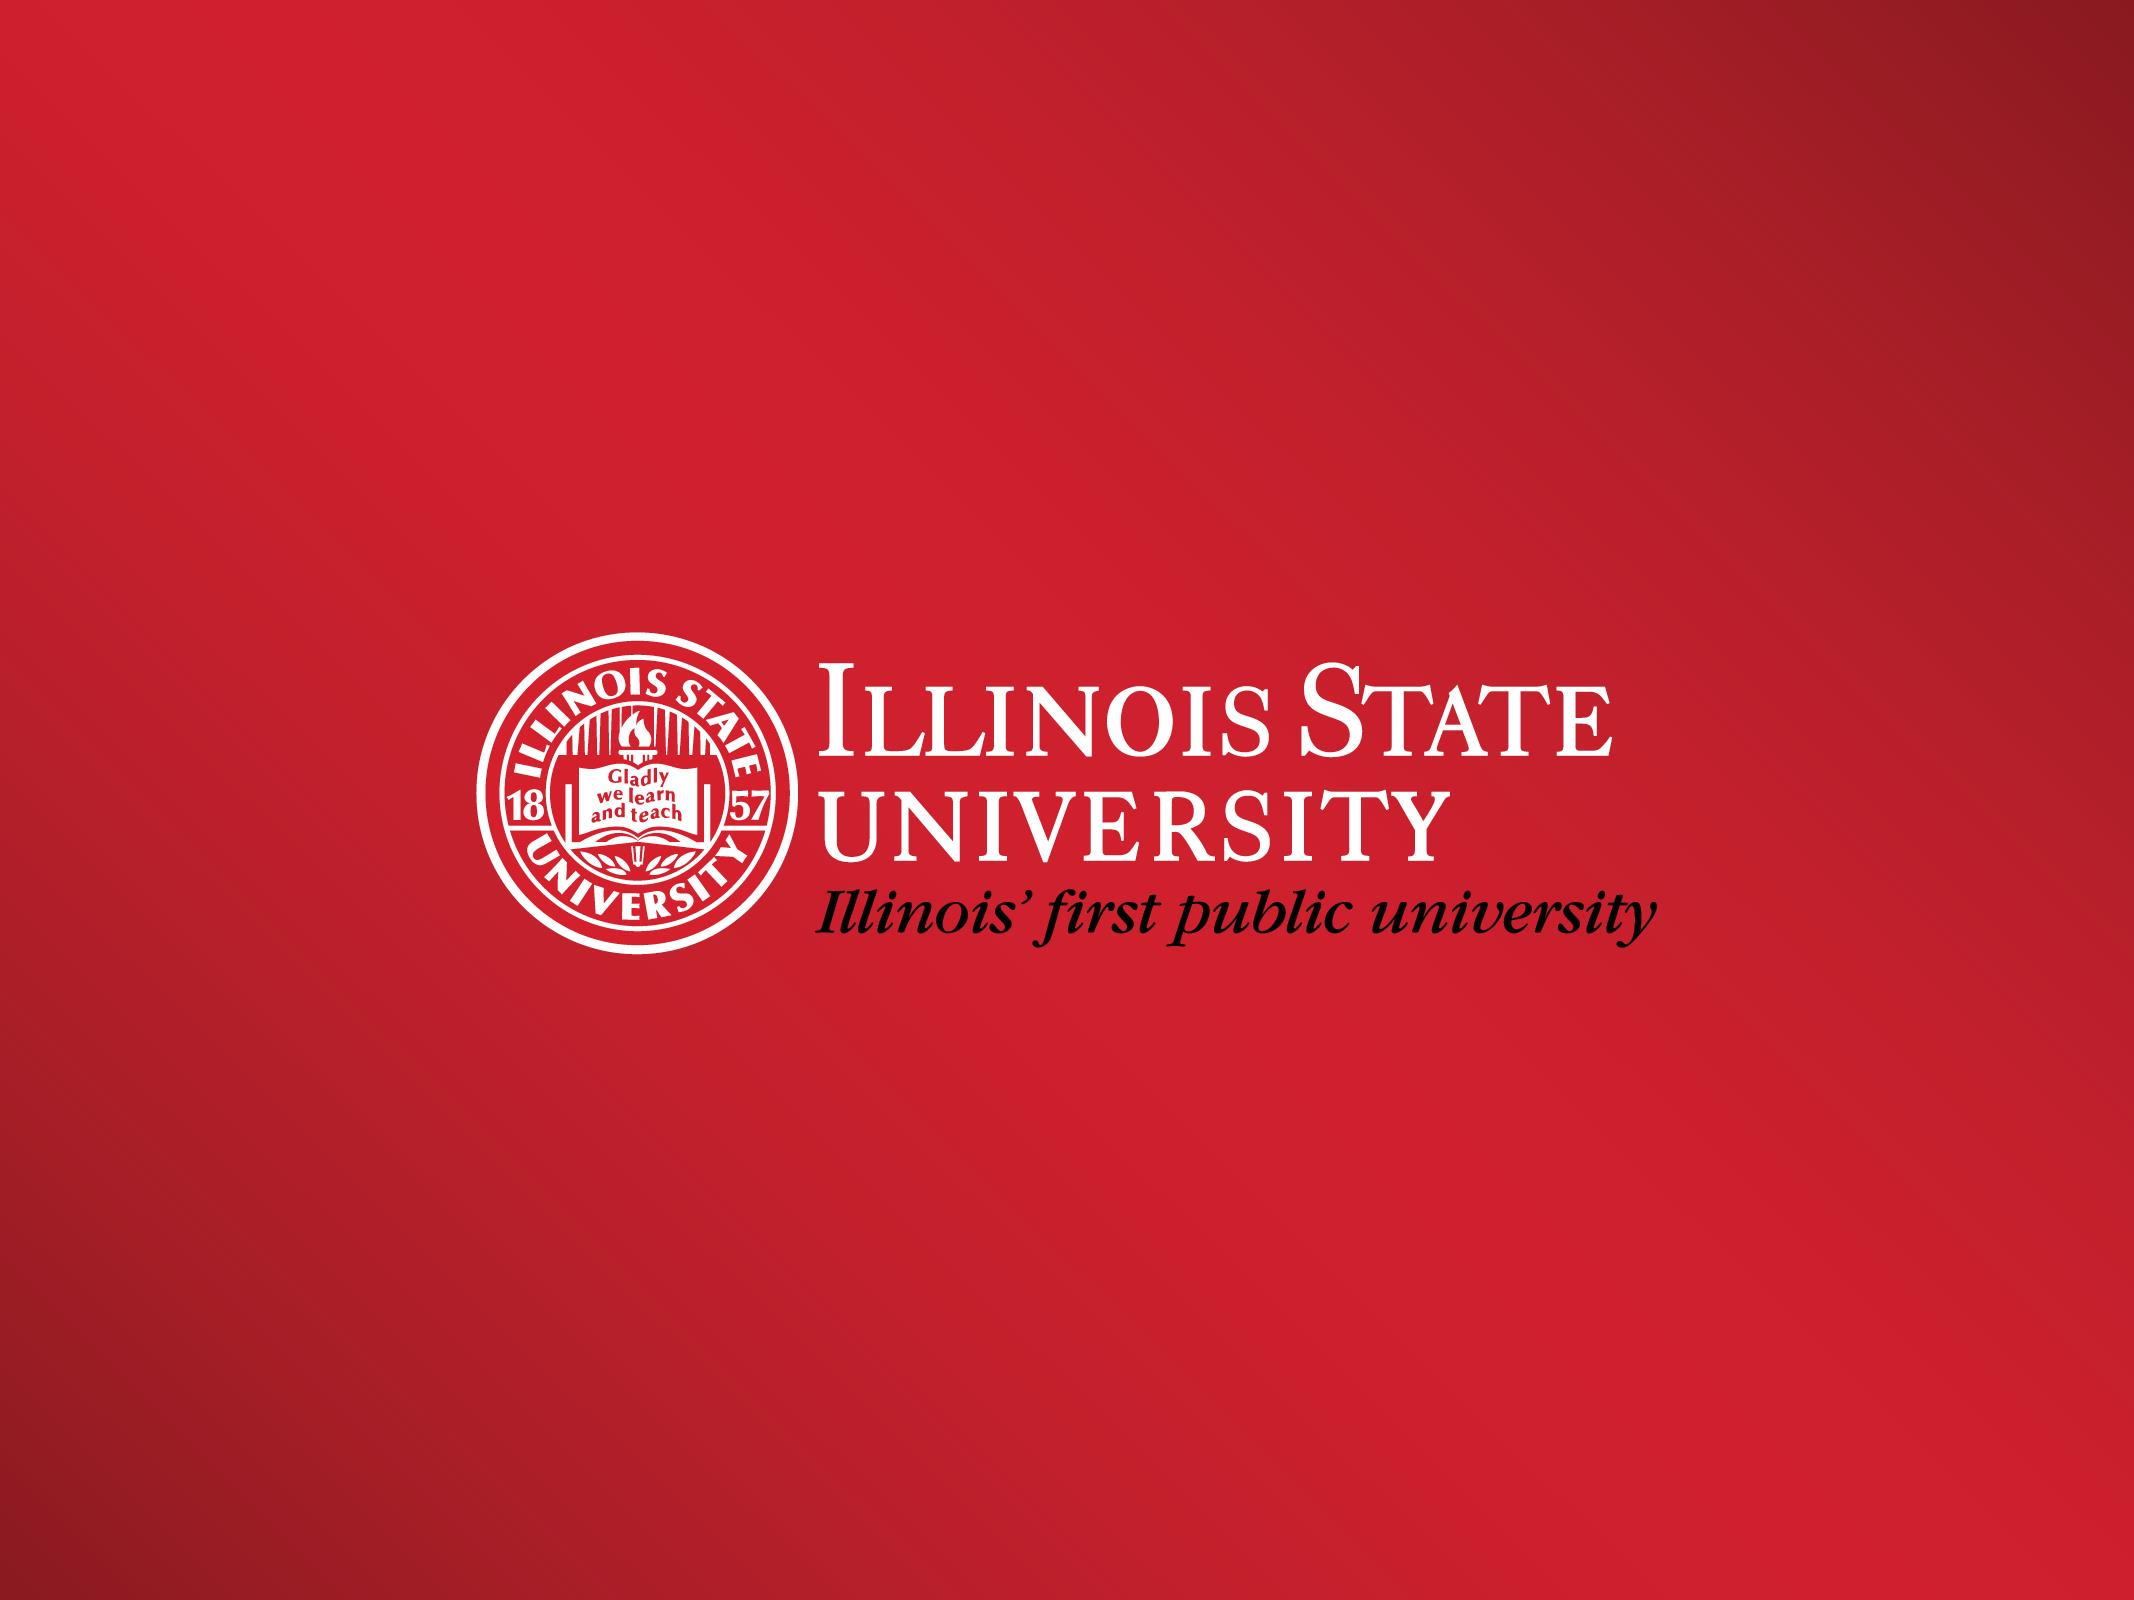 ILLINOIS STATE
18 57
Gladly
we learn
and teach
UNIVERSITY
ILLINOIS STATE
UNIVERSITY
Illinois’ first public university